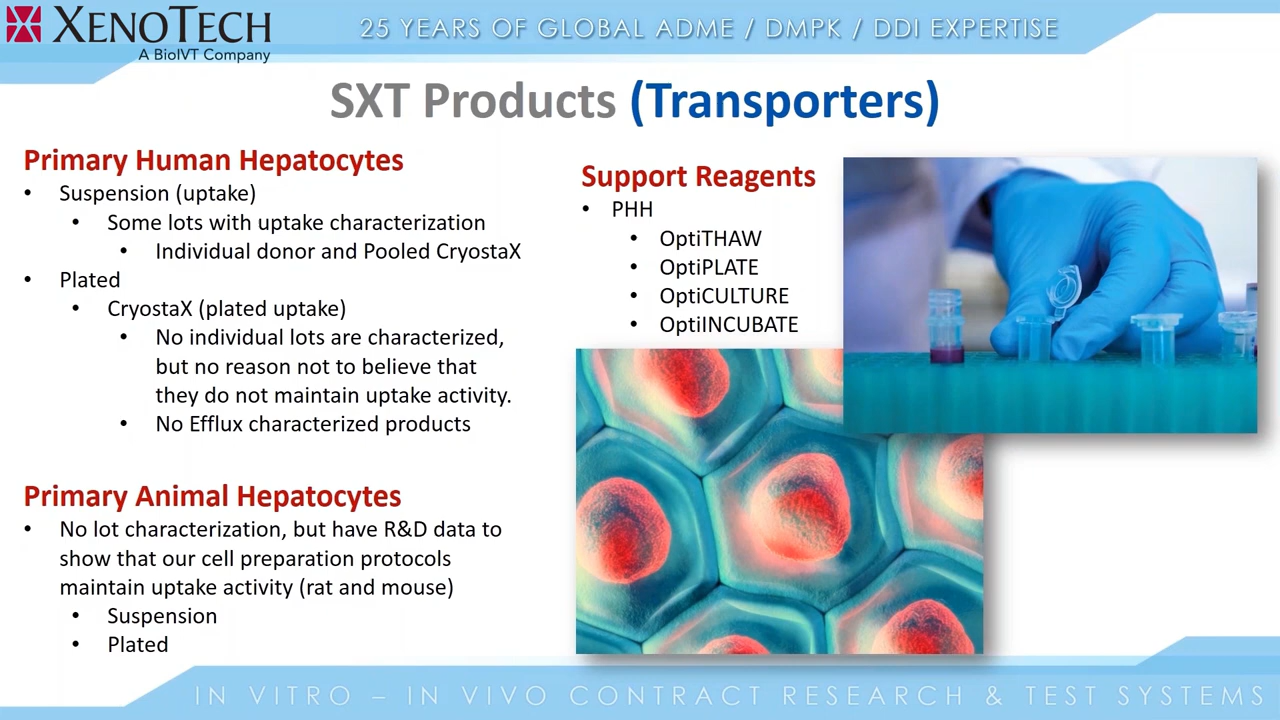 XENOTECH
A BioIVT Company
25 YEARS OF GLOBAL ADME / DMPK / DDI EXPERTISE
SXT Products (Transporters)
Primary Human Hepatocytes
• Suspension (uptake)
• Some lots with uptake characterization
• Individual donor and Pooled CryostaX
• Plated
• CryostaX (plated uptake)
• No individual lots are characterized,
but no reason not to believe that
they do not maintain uptake activity.
• No Efflux characterized products
Primary Animal Hepatocytes
• No lot characterization, but have R&D data to
show that our cell preparation protocols
maintain uptake activity (rat and mouse)
• Suspension
• Plated
Support Reagents
• PHH
• OptiTHAW
• OptiPLATE
• OptiCULTURE
• OptiINCUBATE
IN VITRO – IN VIVO CONTRACT RESEARCH & TEST SYSTEMS